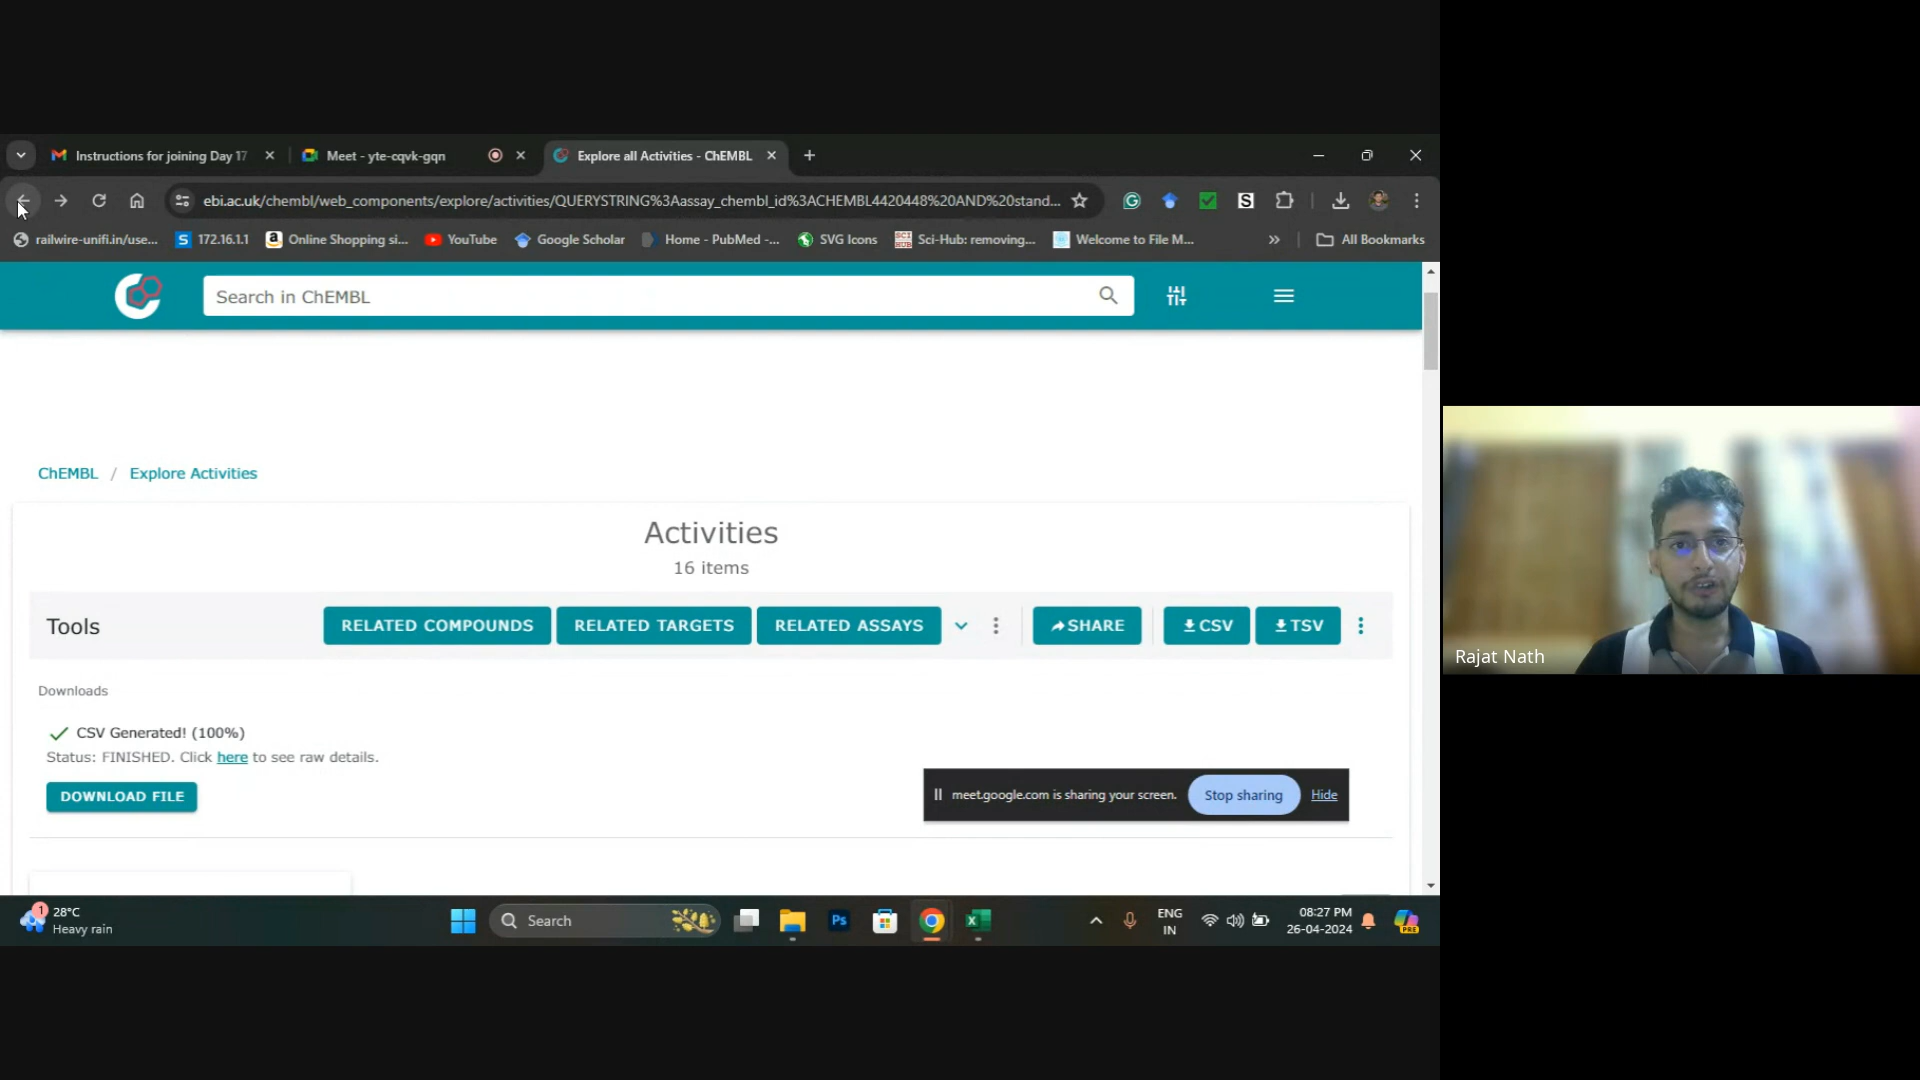 Instructions for joining Day 17
Meet - yte-cqvk-gqn
Explore all Activities - ChEMBL
ebi.ac.uk/chembl/web_components/explore/activities/QUERYSTRING%3Aassay_chembl_id%3ACHEMBL4420448%20AND%20stand...
railwire-unifi.in/use...
172.16.1.1
Online Shopping si...
YouTube
Google Scholar
Home - PubMed -...
SVG Icons
Sci-Hub: removing...
Welcome to File M...
»
All Bookmarks
Search in ChEMBL
ChEMBL / Explore Activities
Activities
16 items
Tools
RELATED COMPOUNDS
RELATED TARGETS
RELATED ASSAYS
SHARE
CSV
TSV
Downloads
CSV Generated! (100%)
Status: FINISHED. Click here to see raw details.
DOWNLOAD FILE
meet.google.com is sharing your screen.
Stop sharing
Hide
Rajat Nath
1
28°C
Heavy rain
Search
Ps
ENG
IN
08:27 PM
26-04-2024
PRE